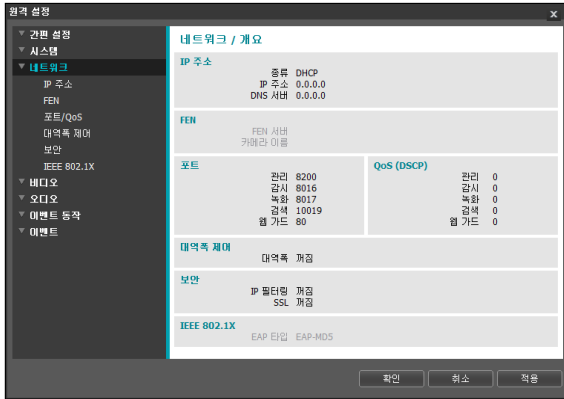 원격 설정
x
간편 설정
시스템
네트워크
IP 주소
FEN
포트/QoS
대역폭 제어
보안
IEEE 802.1X
비디오
오디오
이벤트 동작
이벤트
네트워크 / 개요
IP 주소
종류 DHCP
IP 주소 0.0.0.0
DNS 서버 0.0.0.0
FEN
FEN 서버
카메라 이름
포트
관리 8200
감시 8016
녹화 8017
검색 10019
웹 가드 80
QoS (DSCP)
관리 0
감시 0
녹화 0
검색 0
웹 가드 0
대역폭 제어
대역폭 꺼짐
보안
IP 필터링 꺼짐
SSL 꺼짐
IEEE 802.1X
EAP 타입 EAP-MD5
확인
취소
적용